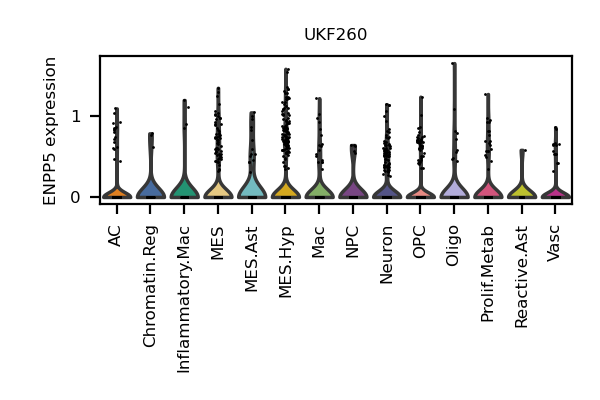 UKF260
ENPP5 expression
1
0
AC
Chromatin.Reg
Inflammatory.Mac
MES
MES.Ast
MES.Hyp
Mac
NPC
Neuron
OPC
Oligo
Prolif.Metab
Reactive.Ast
Vasc